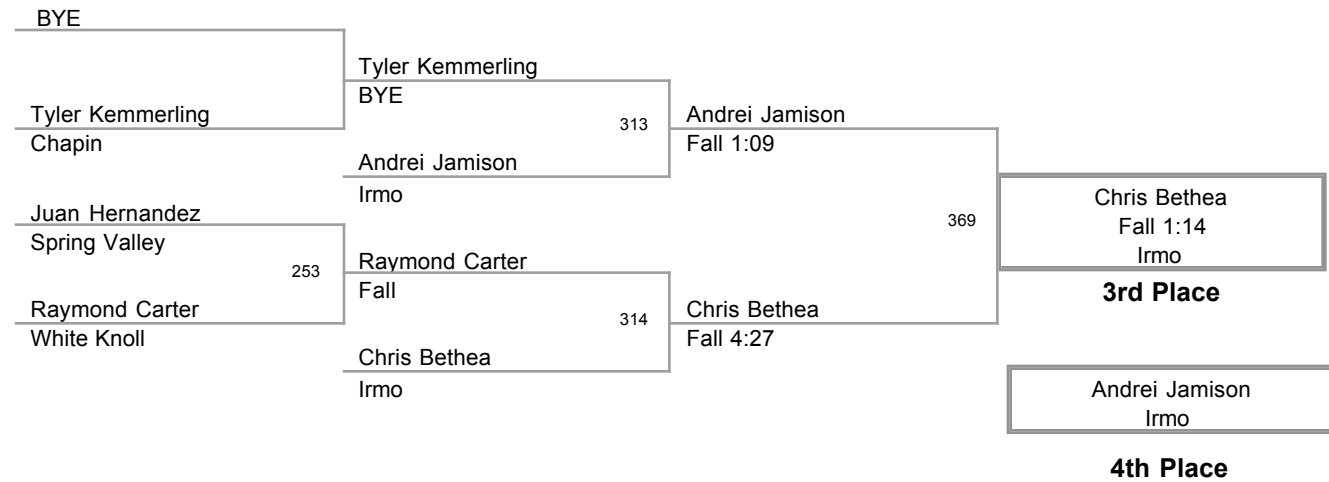 BYE
Tyler Kemmerling
BYE
Tyler Kemmerling
Chapin
313
Andrei Jamison
Fall 1:09
Andrei Jamison
Irmo
Juan Hernandez
Spring Valley
253
Raymond Carter
Fall
Raymond Carter
White Knoll
314
Chris Bethea
Fall 4:27
Chris Bethea
Irmo
369
Chris Bethea
Fall 1:14
Irmo
3rd Place
Andrei Jamison
Irmo
4th Place